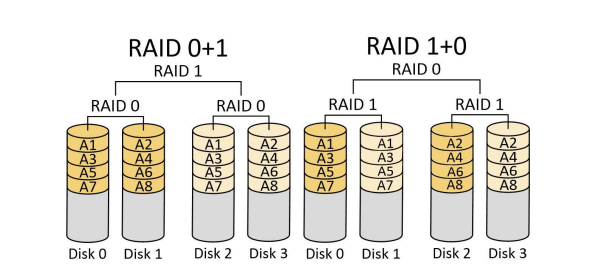 RAID 0+1
RAID 1
RAID 0 RAID 0
A1 A2 A1 A2
A3 A4 A3 A4
A5 A6 A5 A6
A7 A8 A7 A8
Disk 0 Disk 1 Disk 2 Disk 3
RAID 1+0
RAID 0
RAID 1 RAID 1
A1 A1 A2 A2
A3 A3 A4 A4
A5 A5 A6 A6
A7 A7 A8 A8
Disk 0 Disk 1 Disk 2 Disk 3